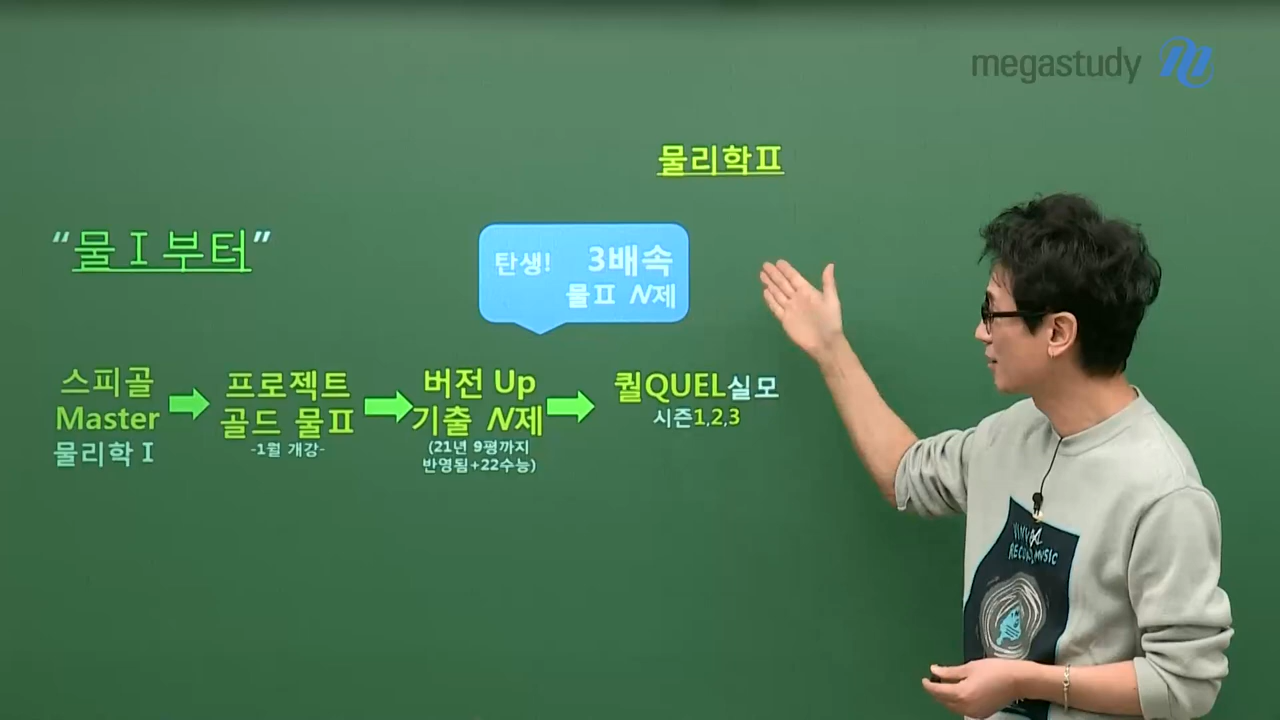 megastudy
물리학Ⅱ
“물Ⅰ부터”
탄생! 3배속
물Ⅱ N제
스피골
Master
물리학Ⅰ
프로젝트
골드 물Ⅱ
-1월 개강-
버전 Up
기출 N제
(21년 9평까지
반영됨+22수능)
퀄QUEL실모
시즌1,2,3
RECORD MUSIC